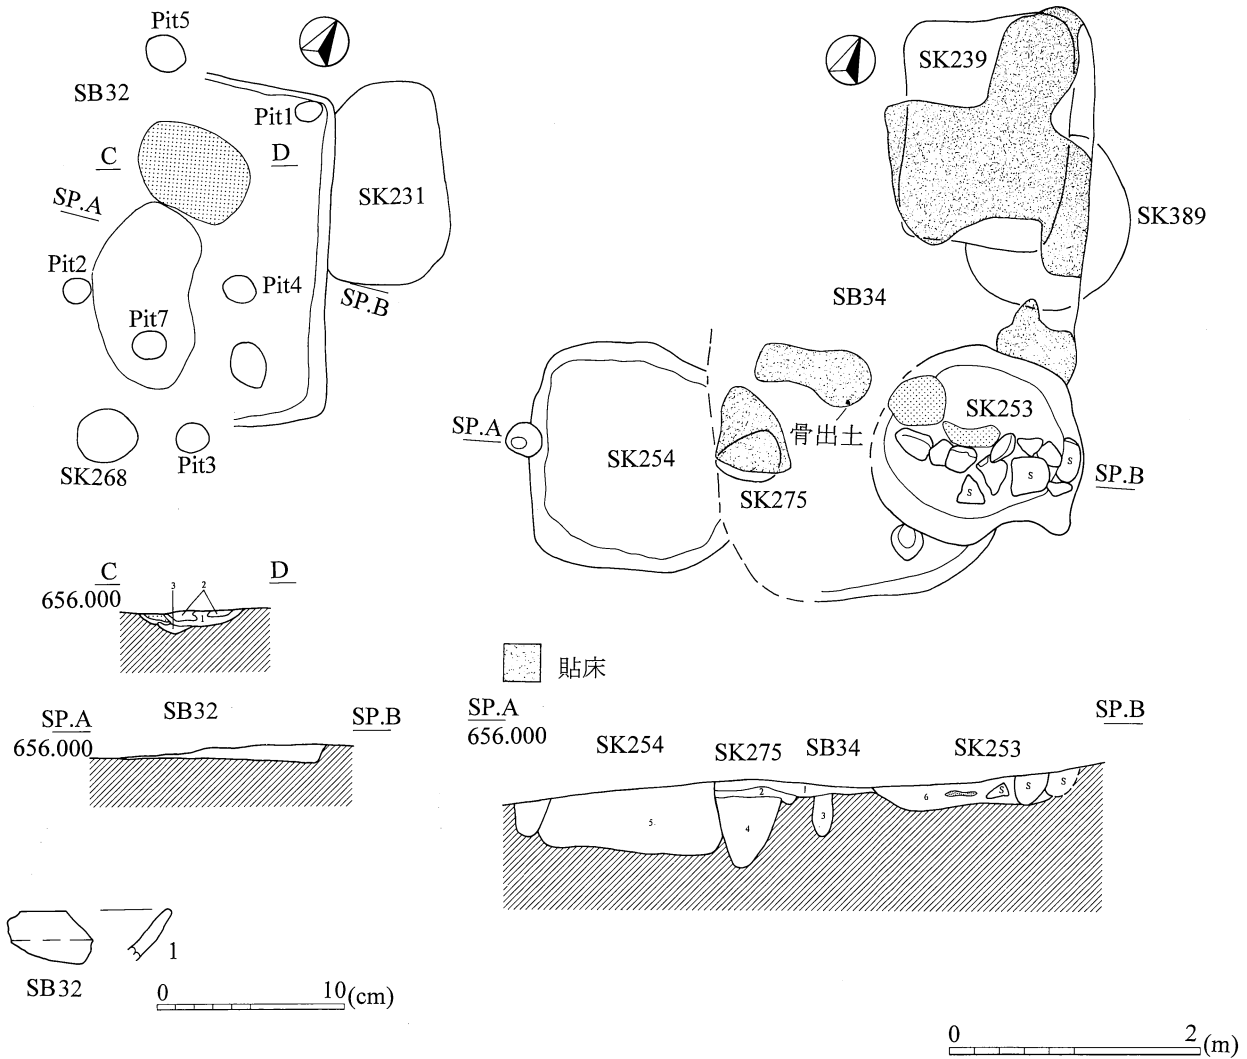 Pit5
SB32
Pit1
C
D
SP.A
SK231
Pit2
Pit4
SP.B
Pit7
SK268
Pit3
SK239
SK389
SB34
SK253
骨出土
SP.A
SK254
SK275
S
S
S
SP.B
C
D
656.000
3
2
1
貼床
SP.A
SB32
SP.B
656.000
SP.A
656.000
SP.B
SK254
SK275
SB34
SK253
1
2
3
4
5
6
S
S
S
1
SB32
0
10
(cm)
0
2
(m)